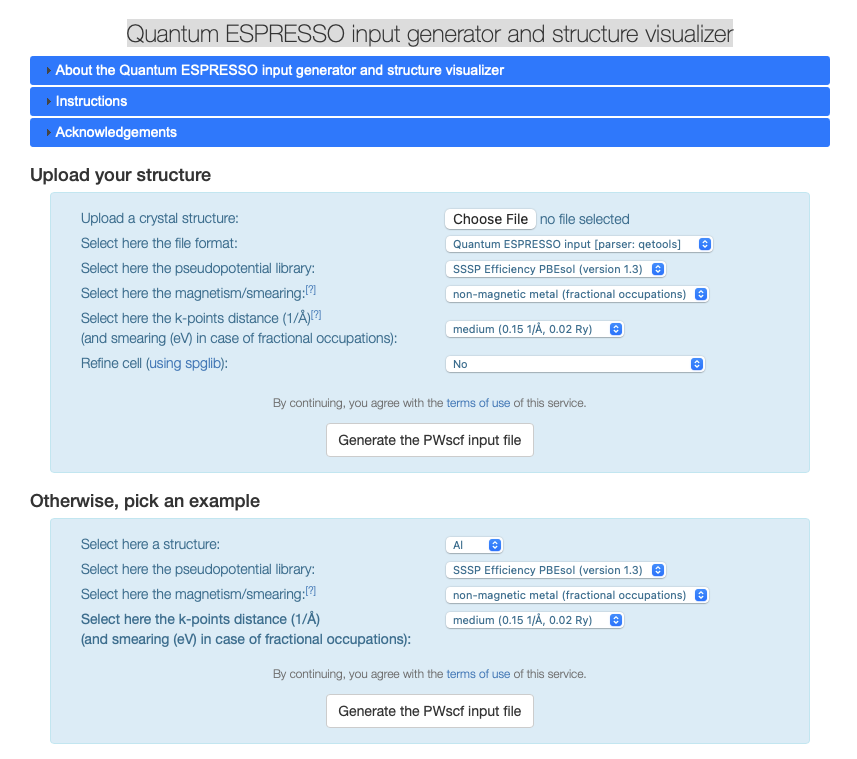 Quantum ESPRESSO input generator and structure visualizer
About the Quantum ESPRESSO input generator and structure visualizer
Instructions
Acknowledgements
Upload your structure
Upload a crystal structure: Choose File no file selected
Select here the file format: Quantum ESPRESSO input [parser: qetools]
Select here the pseudopotential library: SSSP Efficiency PBEsol (version 1.3)
Select here the magnetism/smearing:[?] non-magnetic metal (fractional occupations)
Select here the k-points distance (1/Å)[?]
(and smearing (eV) in case of fractional occupations): medium (0.15 1/Å, 0.02 Ry)
Refine cell (using spglib): No
By continuing, you agree with the terms of use of this service.
Generate the PWscf input file
Otherwise, pick an example
Select here a structure: Al
Select here the pseudopotential library: SSSP Efficiency PBEsol (version 1.3)
Select here the magnetism/smearing:[?] non-magnetic metal (fractional occupations)
Select here the k-points distance (1/Å) medium (0.15 1/Å, 0.02 Ry)
(and smearing (eV) in case of fractional occupations):
By continuing, you agree with the terms of use of this service.
Generate the PWscf input file